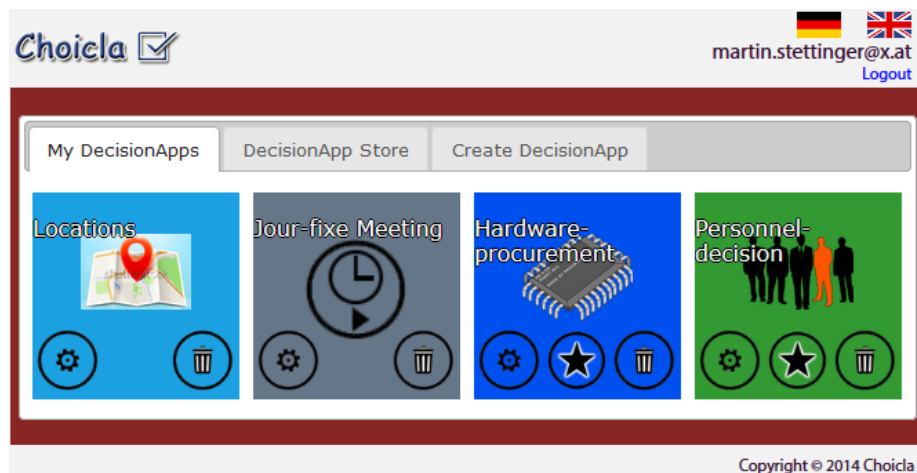 Choicla
martin.stettinger@x.at
Logout
My DecisionApps
DecisionApp Store
Create DecisionApp
Locations
Jour-fixe Meeting
Hardware-
procurement
Personnel-
decision
Copyright © 2014 Choicla